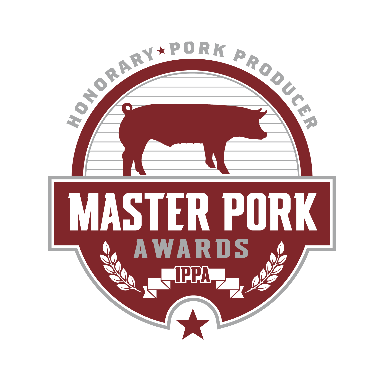 HONORARY★PORK PRODUCER
MASTER PORK
AWARDS
IPPA